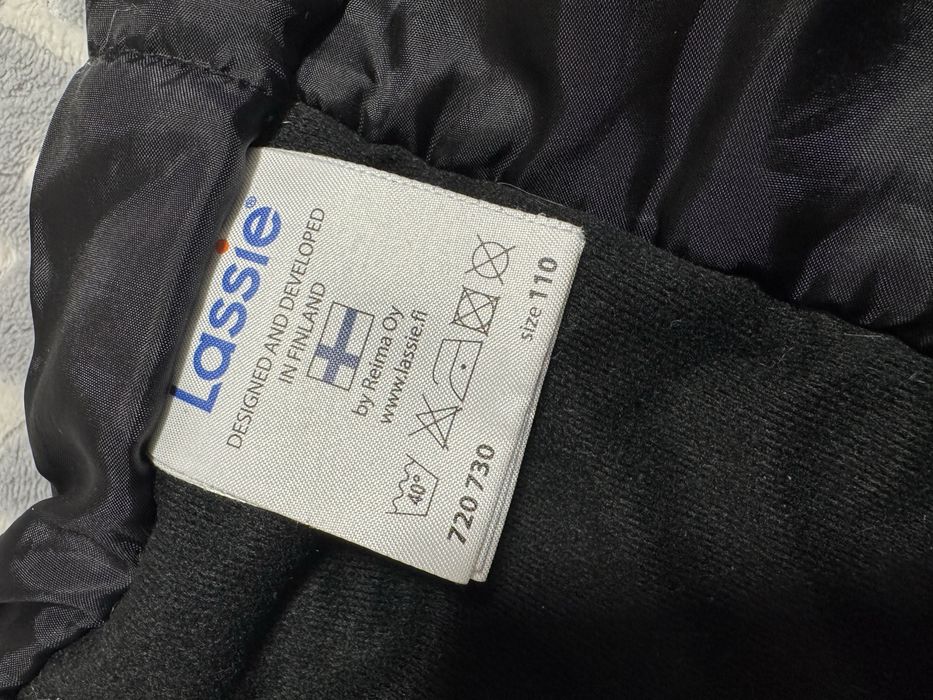 Lassie®
DESIGNED AND DEVELOPED
IN FINLAND
by Reima Oy
www.lassie.fi
40°
720 730 size 110